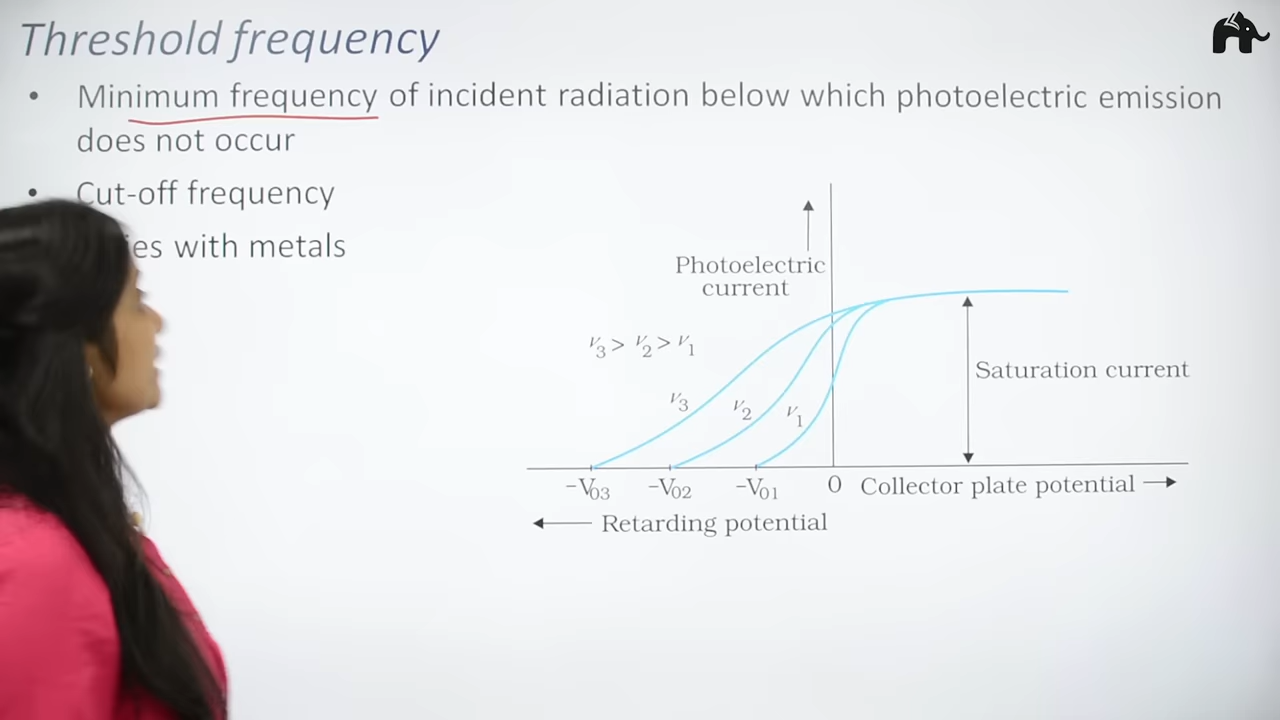 Threshold frequency
• Minimum frequency of incident radiation below which photoelectric emission
does not occur
• Cut-off frequency
with metals
Photoelectric
current
ν3 > ν2 > ν1
ν3
ν2
ν1
Saturation current
–V03
–V02
–V01
0
Collector plate potential
Retarding potential